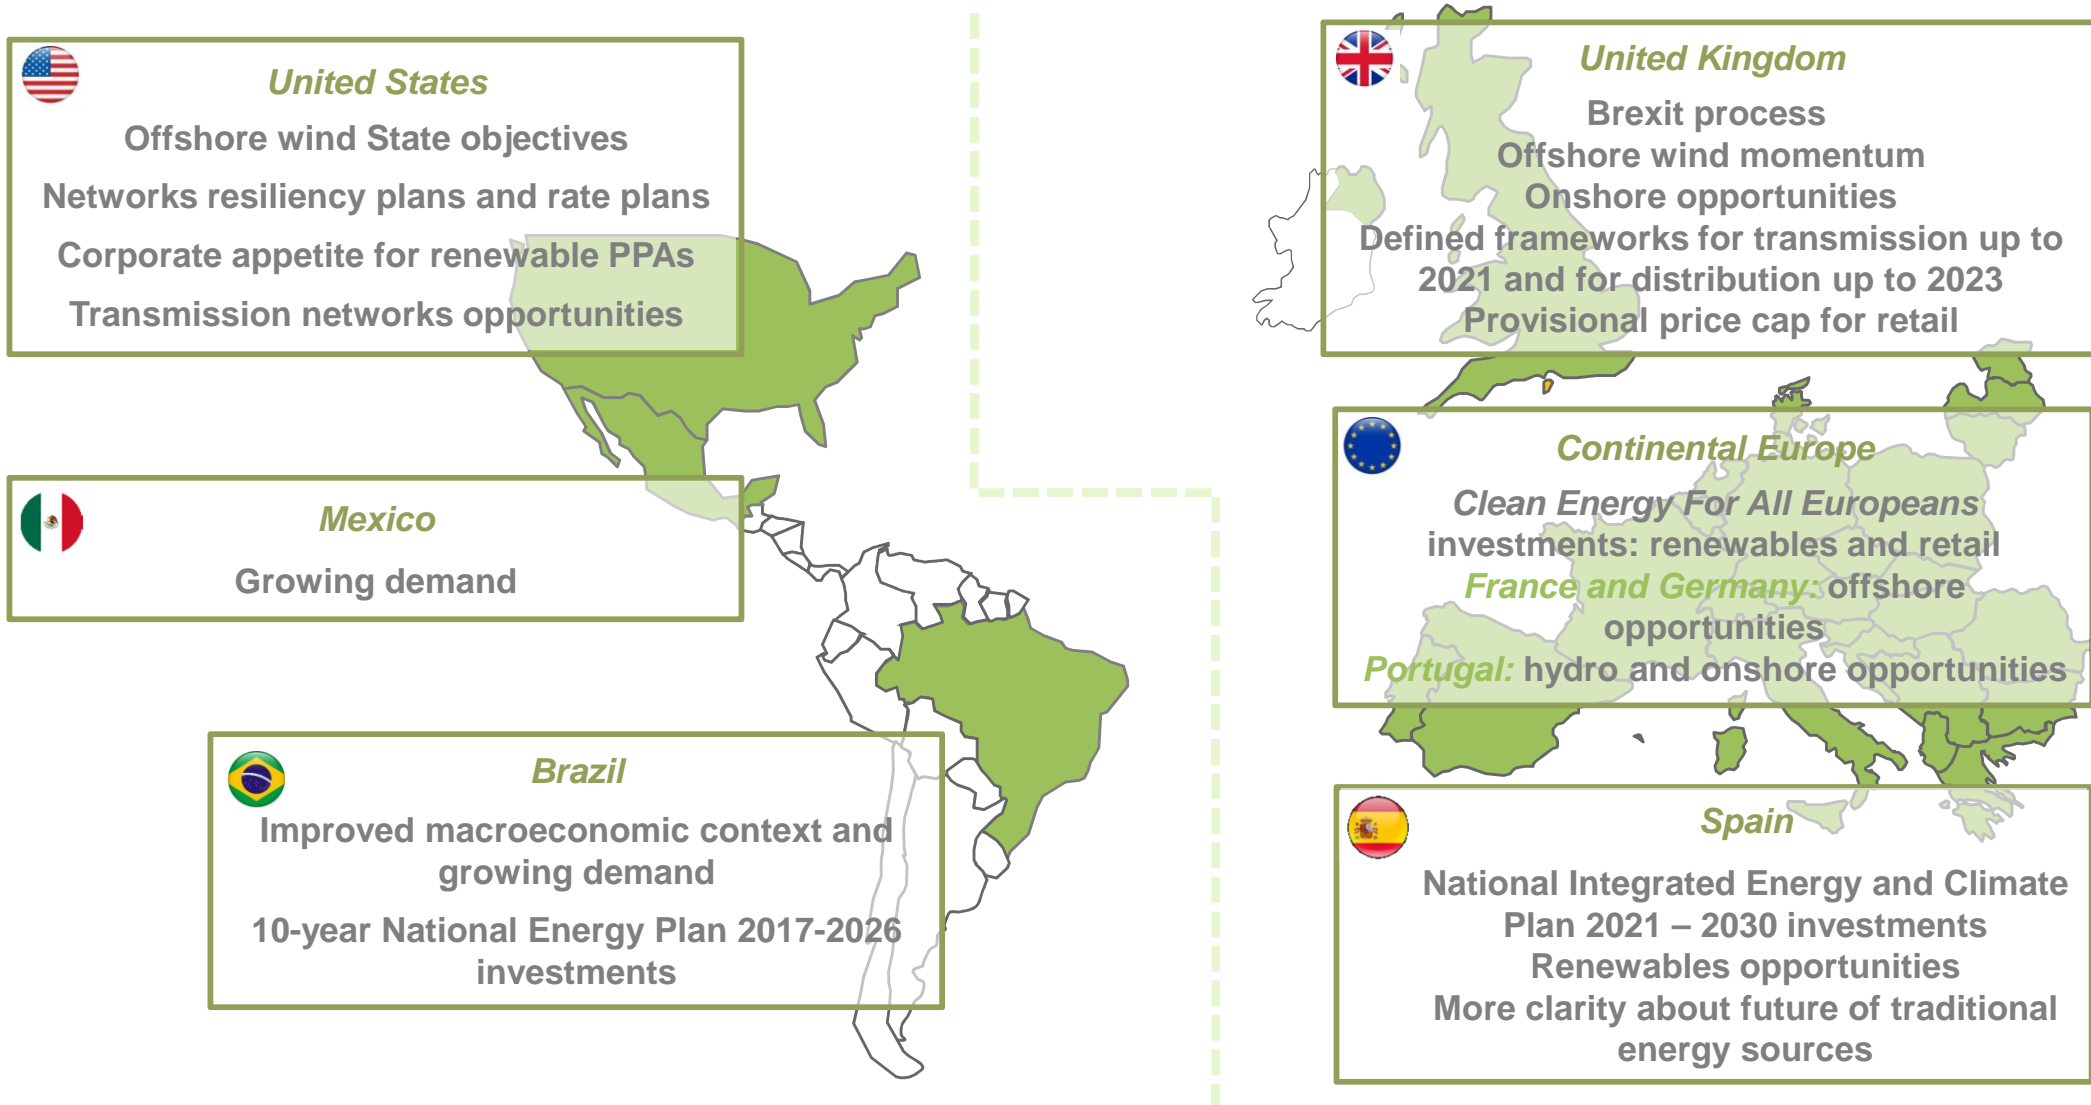 United States
Offshore wind State objectives
Networks resiliency plans and rate plans
Corporate appetite for renewable PPAs
Transmission networks opportunities
Mexico
Growing demand
Brazil
Improved macroeconomic context and
growing demand
10-year National Energy Plan 2017-2026
investments
United Kingdom
Brexit process
Offshore wind momentum
Onshore opportunities
Defined frameworks for transmission up to
2021 and for distribution up to 2023
Provisional price cap for retail
Continental Europe
Clean Energy For All Europeans
investments: renewables and retail
France and Germany: offshore
opportunities
Portugal: hydro and onshore opportunities
Spain
National Integrated Energy and Climate
Plan 2021 – 2030 investments
Renewables opportunities
More clarity about future of traditional
energy sources